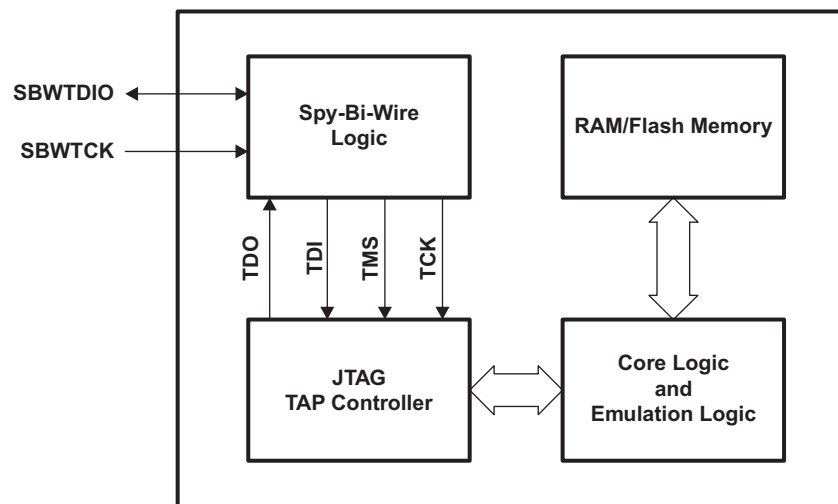 SBWTDIO
SBWTCK
Spy-Bi-Wire
Logic
RAM/Flash Memory
TDO
TDI
TMS
TCK
JTAG
TAP Controller
Core Logic
and
Emulation Logic